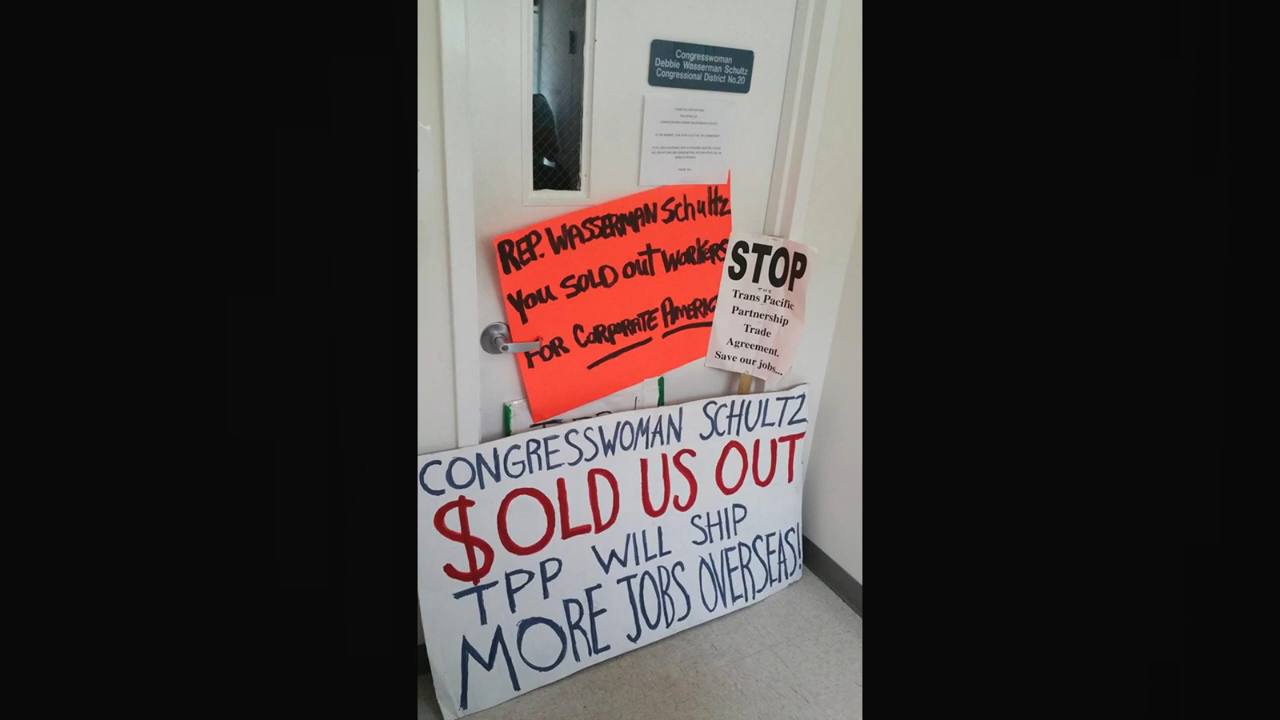 Congresswoman
Debbie Wasserman Schultz
Congressional District No.20
REP. WASSERMAN Schultz
You SOLD out WORKERS
FOR CORPORATE
STOP
THE
Trans Pacific
Partnership
Trade
Agreement.
Save our jobs...
CONGRESSWOMAN SCHULTZ
$OLD US OUT
TPP WILL SHIP
MORE JOBS OVERSEAS!